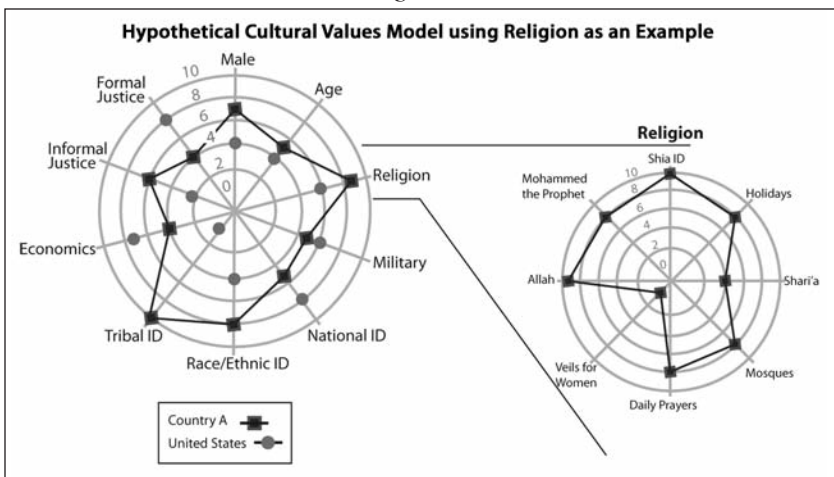 Hypothetical Cultural Values Model using Religion as an Example
Male
Formal
Justice
Age
Informal
Justice
Religion
Economics
Military
Tribal ID
National ID
Race/Ethnic ID
10
8
6
4
2
0
Country A
United States
Religion
Shia ID
Mohammed
the Prophet
Holidays
Allah
Shari'a
Veils for
Women
Mosques
Daily Prayers
10
8
6
4
2
0